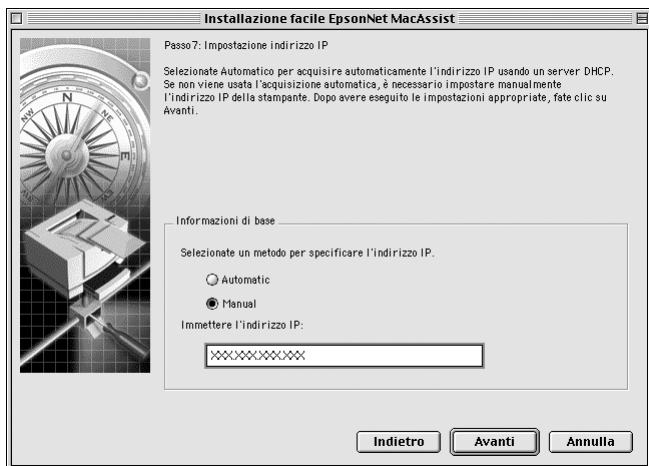 Installazione facile EpsonNet MacAssist
Passo7: Impostazione indirizzo IP
Selezionate Automatico per acquisire automaticamente l'indirizzo IP usando un server DHCP.
Se non viene usata l'acquisizione automatica, è necessario impostare manualmente
l'indirizzo IP della stampante. Dopo avere eseguito le impostazioni appropriate, fate clic su
Avanti.
N
NE
NW
W
E
Informazioni di base
Selezionate un metodo per specificare l'indirizzo IP.
Automatic
Manual
Immettere l'indirizzo IP:
XXX.XXX.XXX.XXX
Indietro
Avanti
Annulla